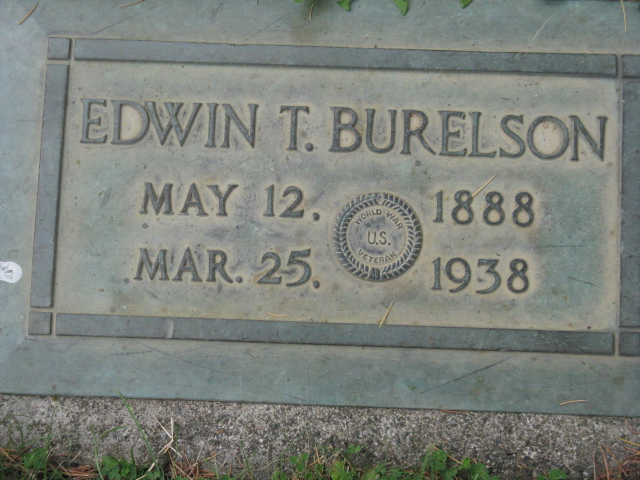 EDWIN T. BURELSON
MAY 12, 1888
MAR. 25, 1938
WORLD WAR
U.S.
VETERAN